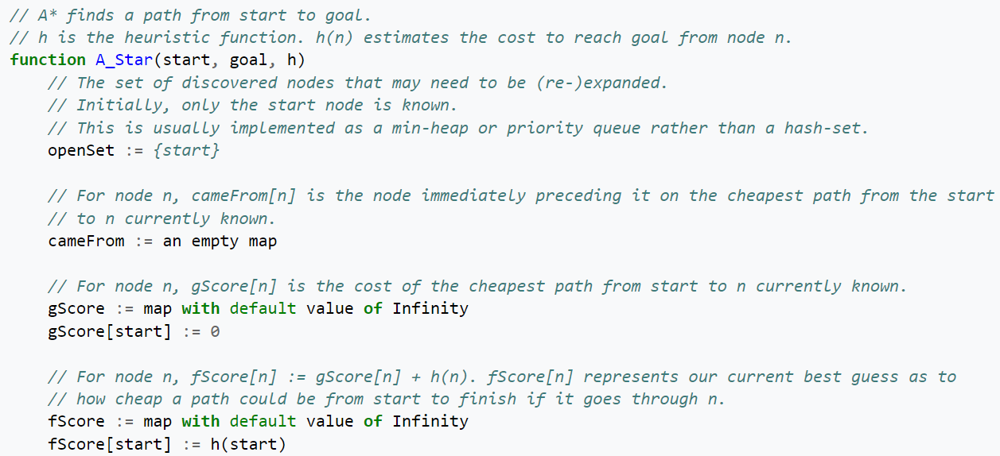 // A* finds a path from start to goal.
// h is the heuristic function. h(n) estimates the cost to reach goal from node n.
function A_Star(start, goal, h)
    // The set of discovered nodes that may need to be (re-)expanded.
    // Initially, only the start node is known.
    // This is usually implemented as a min-heap or priority queue rather than a hash-set.
    openSet := {start}

    // For node n, cameFrom[n] is the node immediately preceding it on the cheapest path from the start
    // to n currently known.
    cameFrom := an empty map

    // For node n, gScore[n] is the cost of the cheapest path from start to n currently known.
    gScore := map with default value of Infinity
    gScore[start] := 0

    // For node n, fScore[n] := gScore[n] + h(n). fScore[n] represents our current best guess as to
    // how cheap a path could be from start to finish if it goes through n.
    fScore := map with default value of Infinity
    fScore[start] := h(start)